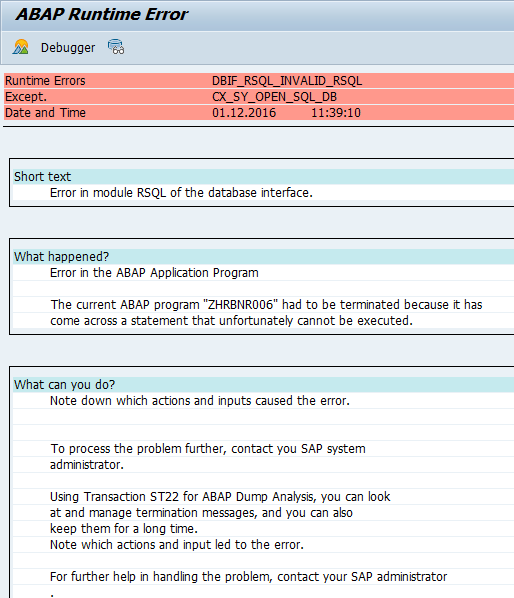 ABAP Runtime Error
Debugger
Runtime Errors DBIF_RSQL_INVALID_RSQL
Except. CX_SY_OPEN_SQL_DB
Date and Time 01.12.2016 11:39:10
Short text
Error in module RSQL of the database interface.
What happened?
Error in the ABAP Application Program
The current ABAP program "ZHRBNR006" had to be terminated because it has
come across a statement that unfortunately cannot be executed.
What can you do?
Note down which actions and inputs caused the error.
To process the problem further, contact you SAP system
administrator.
Using Transaction ST22 for ABAP Dump Analysis, you can look
at and manage termination messages, and you can also
keep them for a long time.
Note which actions and input led to the error.
For further help in handling the problem, contact your SAP administrator
.